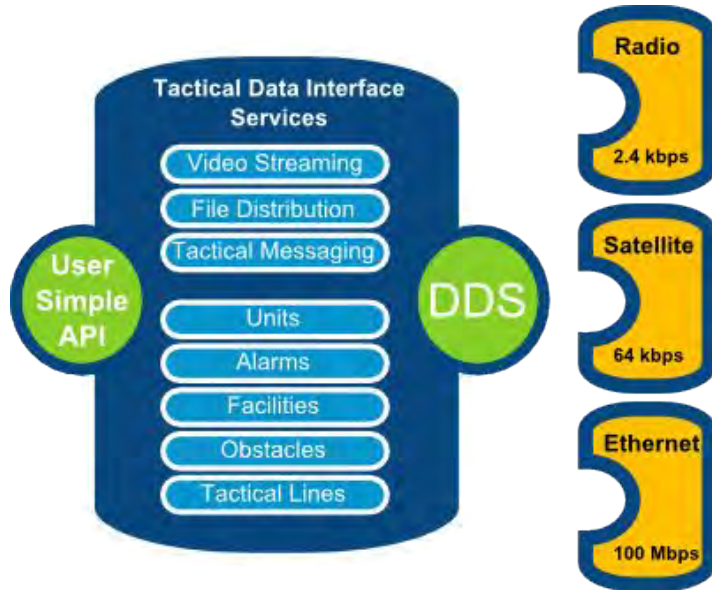 Tactical Data Interface
Services
Video Streaming
File Distribution
Tactical Messaging
Units
Alarms
Facilities
Obstacles
Tactical Lines
User
Simple
API
DDS
Radio
2.4 kbps
Satellite
64 kbps
Ethernet
100 Mbps